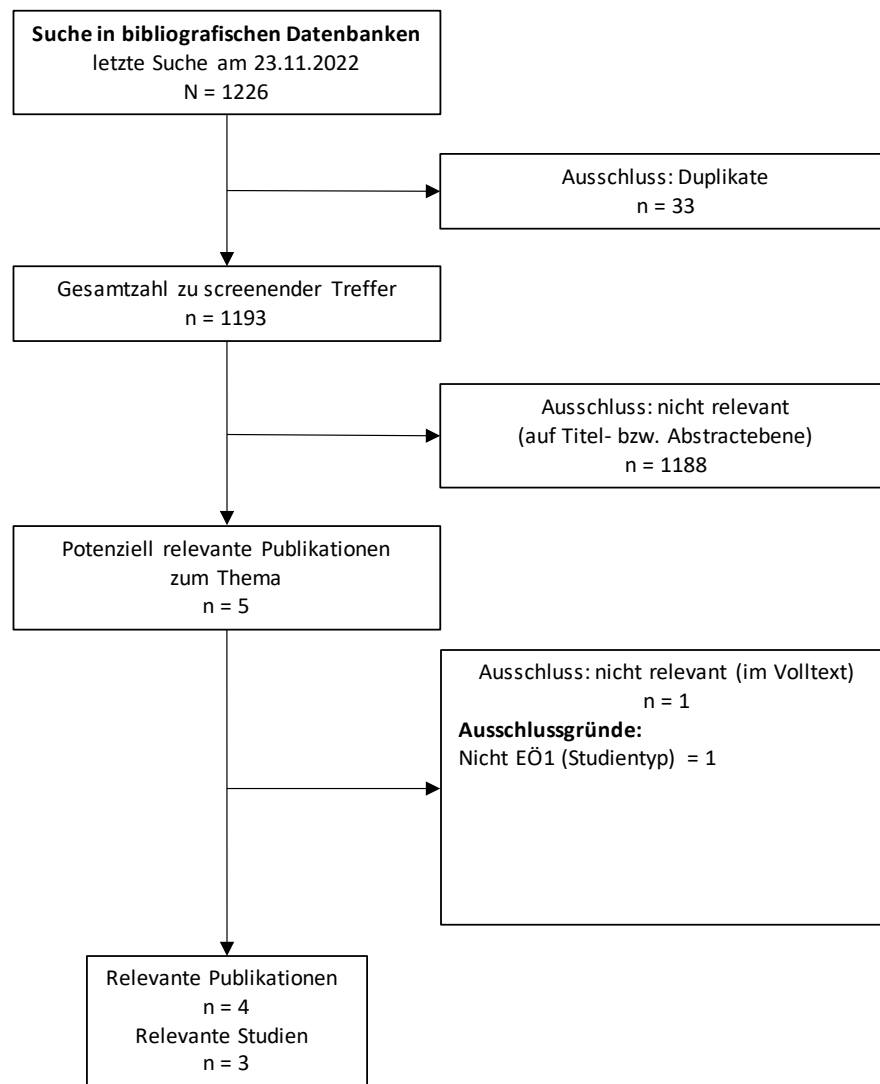 Suche in bibliografischen Datenbanken
letzte Suche am 23.11.2022
N = 1226
Ausschluss: Duplikate
n = 33
Gesamtzahl zu screenender Treffer
n = 1193
Ausschluss: nicht relevant
(auf Titel- bzw. Abstractebene)
n = 1188
Potenziell relevante Publikationen
zum Thema
n = 5
Ausschluss: nicht relevant (im Volltext)
n = 1
Ausschlussgründe:
Nicht EÖ1 (Studientyp) = 1
Relevante Publikationen
n = 4
Relevante Studien
n = 3